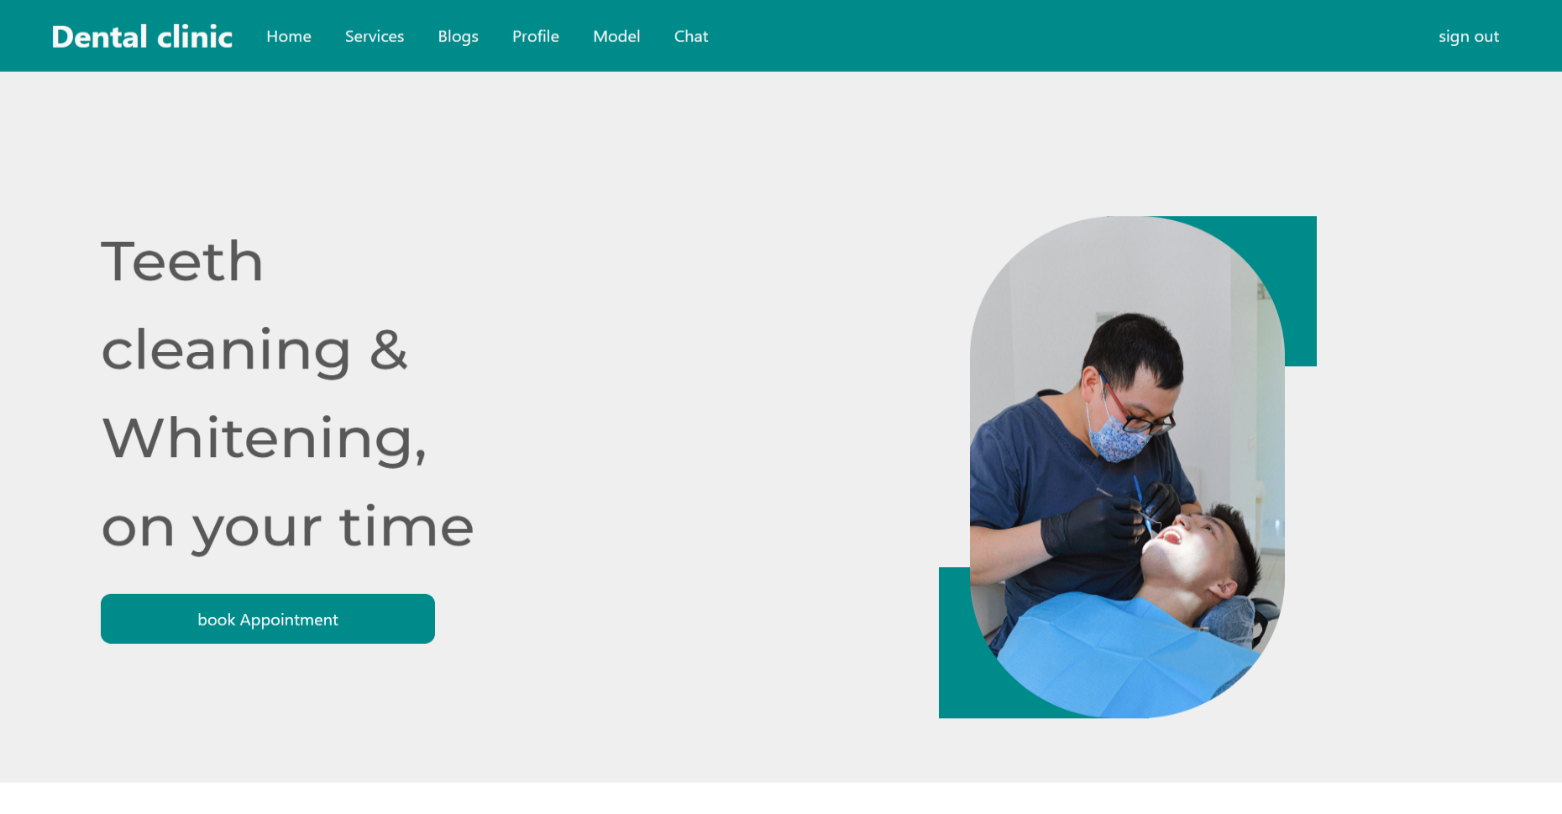 Dental clinic Home Services Blogs Profile Model Chat sign out
Teeth
cleaning &
Whitening,
on your time
book Appointment